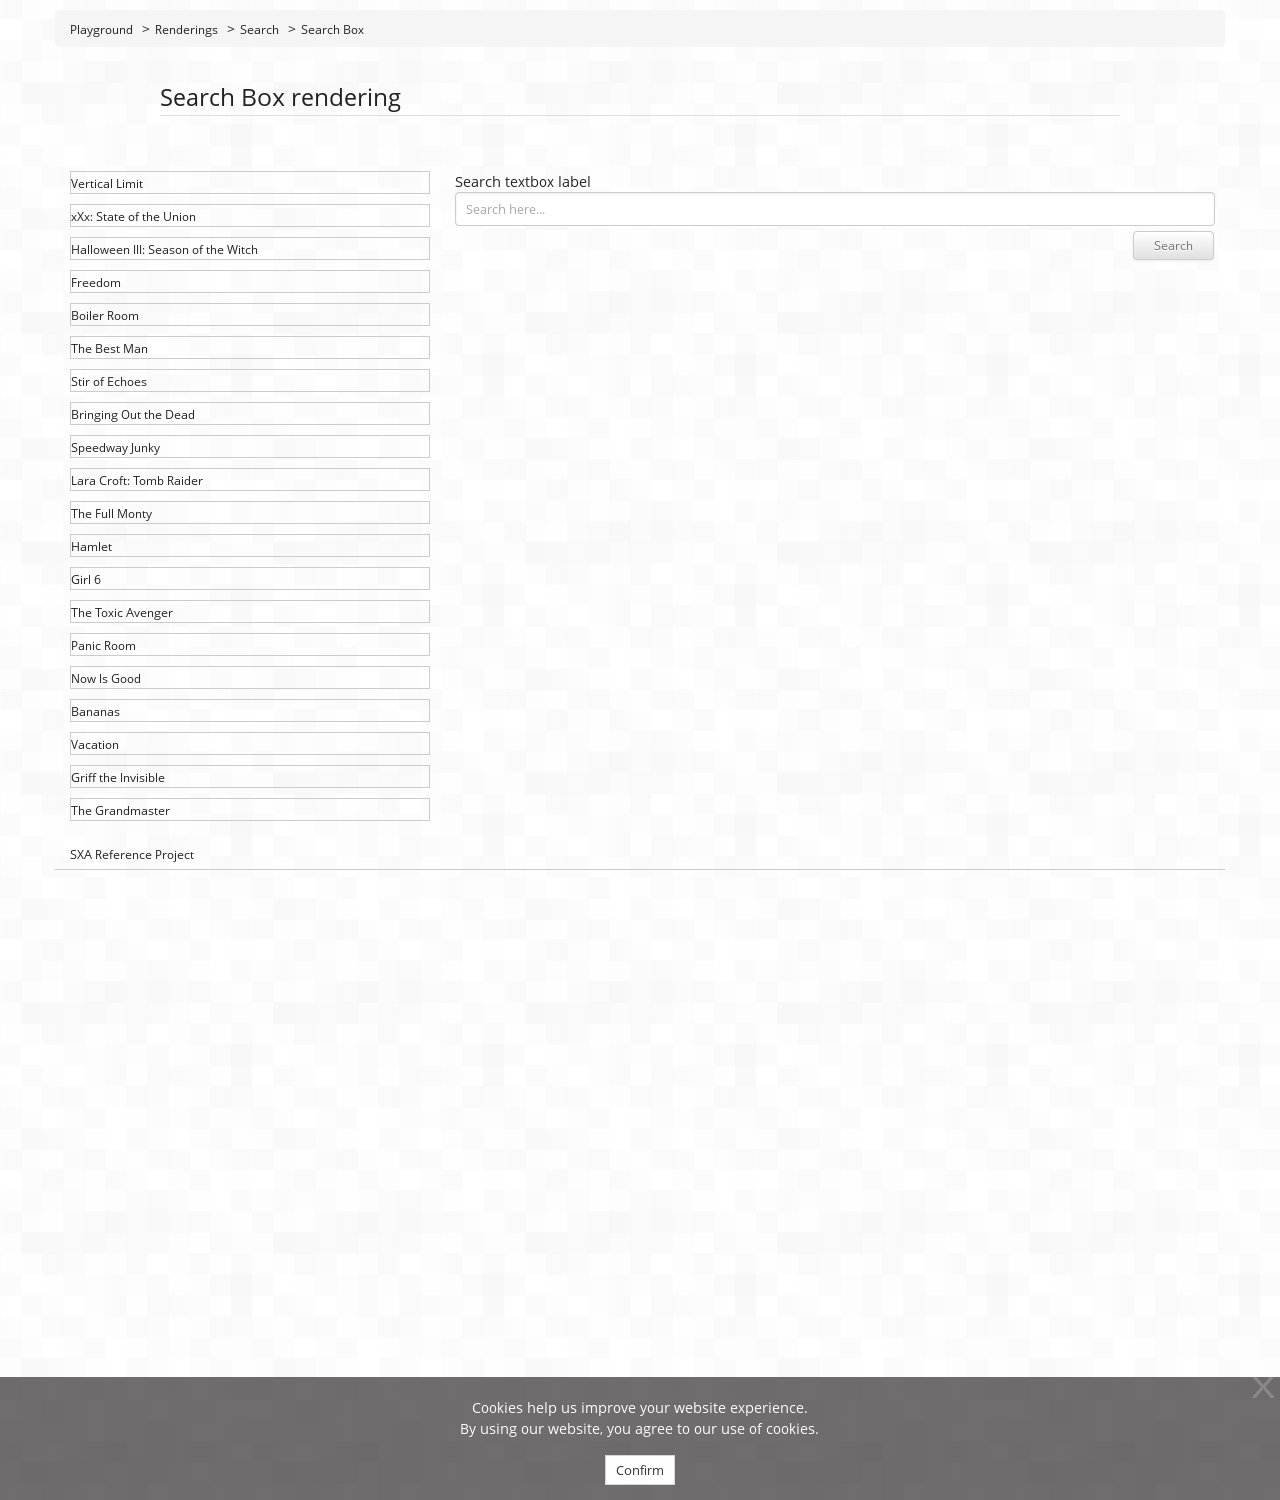 Playground > Renderings > Search > Search Box
Search Box rendering
Vertical Limit
xXx: State of the Union
Halloween III: Season of the Witch
Freedom
Boiler Room
The Best Man
Stir of Echoes
Bringing Out the Dead
Speedway Junky
Lara Croft: Tomb Raider
The Full Monty
Hamlet
Girl 6
The Toxic Avenger
Panic Room
Now Is Good
Bananas
Vacation
Griff the Invisible
The Grandmaster
Search textbox label
Search here...
Search
SXA Reference Project
X
Cookies help us improve your website experience.
By using our website, you agree to our use of cookies.
Confirm